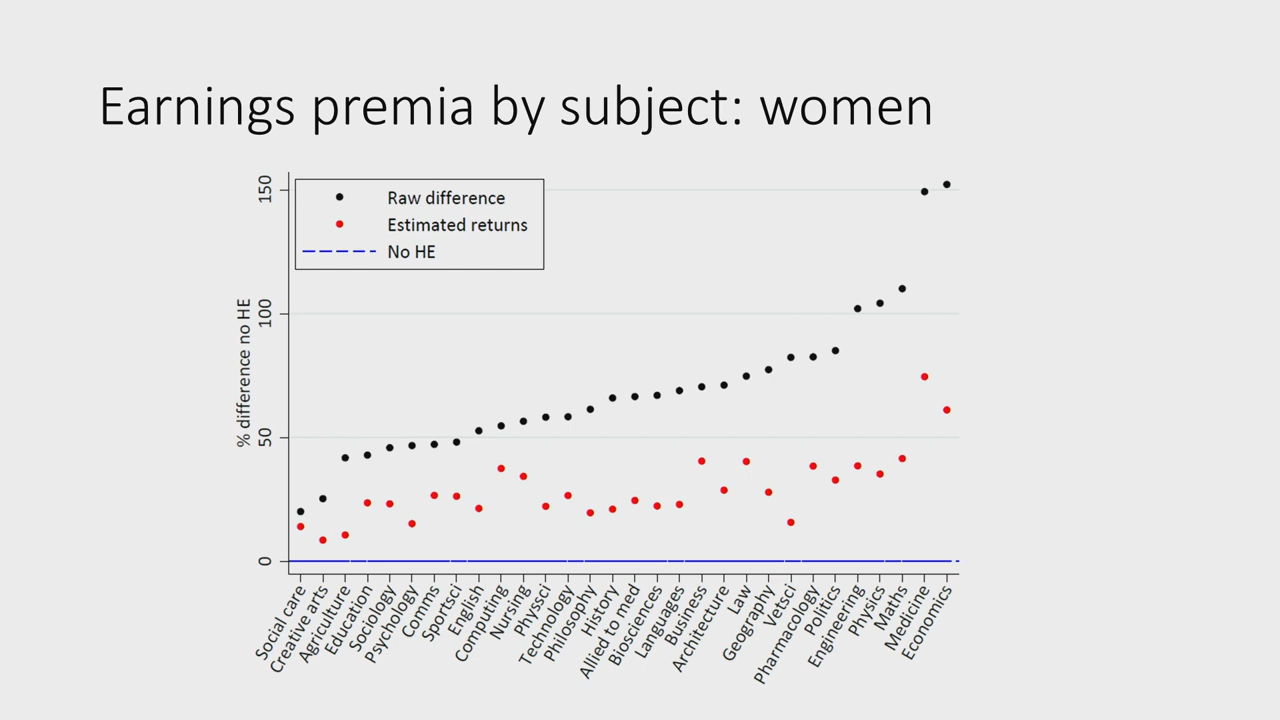 Earnings premia by subject: women
Raw difference
Estimated returns
No HE
% difference no HE
150
100
50
0
Social care
Creative arts
Agriculture
Education
Sociology
Psychology
Comms
Sportsci
English
Computing
Nursing
Physsci
Technology
Philosophy
History
Allied to med
Biosciences
Languages
Business
Architecture
Law
Geography
Vetsci
Pharmacology
Politics
Engineering
Physics
Maths
Medicine
Economics